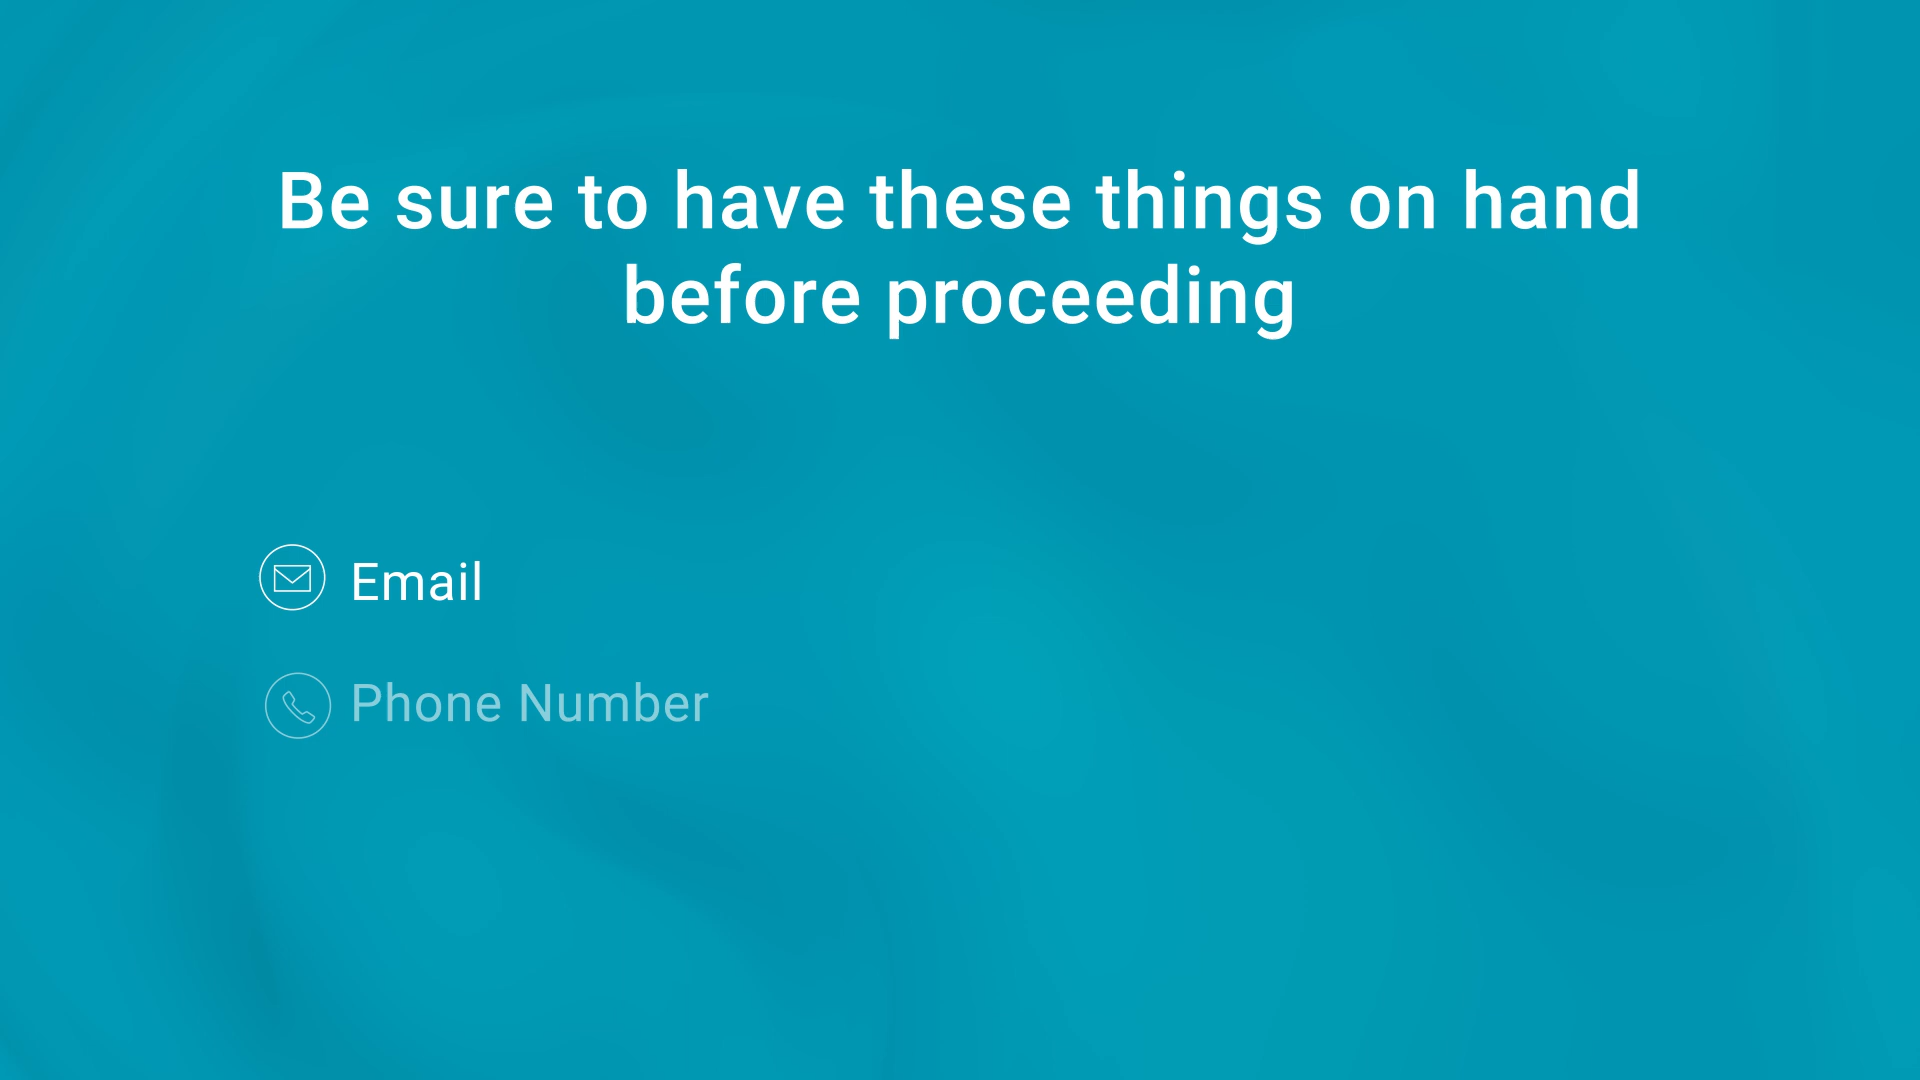 Be sure to have these things on hand
before proceeding
Email
Phone Number